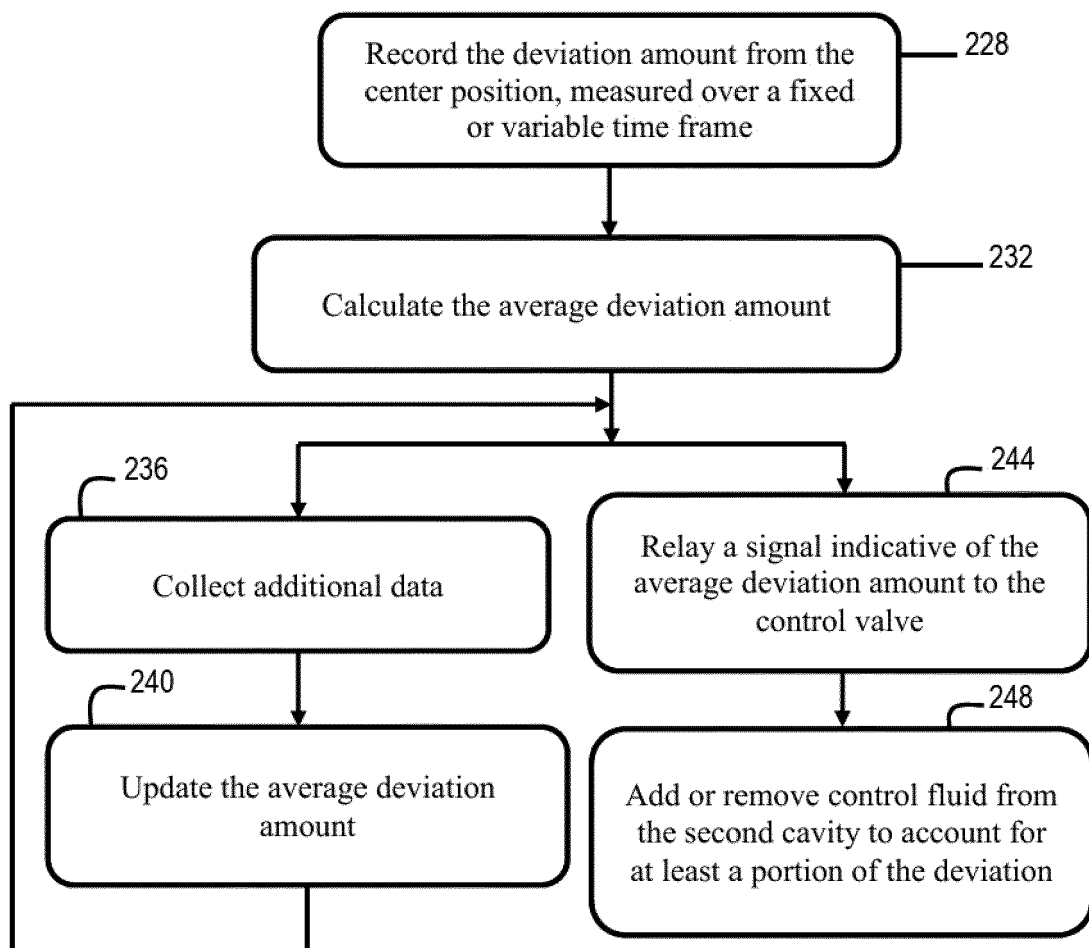 228
Record the deviation amount from the
center position, measured over a fixed
or variable time frame
232
Calculate the average deviation amount
236
Collect additional data
240
Update the average deviation
amount
244
Relay a signal indicative of the
average deviation amount to the
control valve
248
Add or remove control fluid from
the second cavity to account for
at least a portion of the deviation